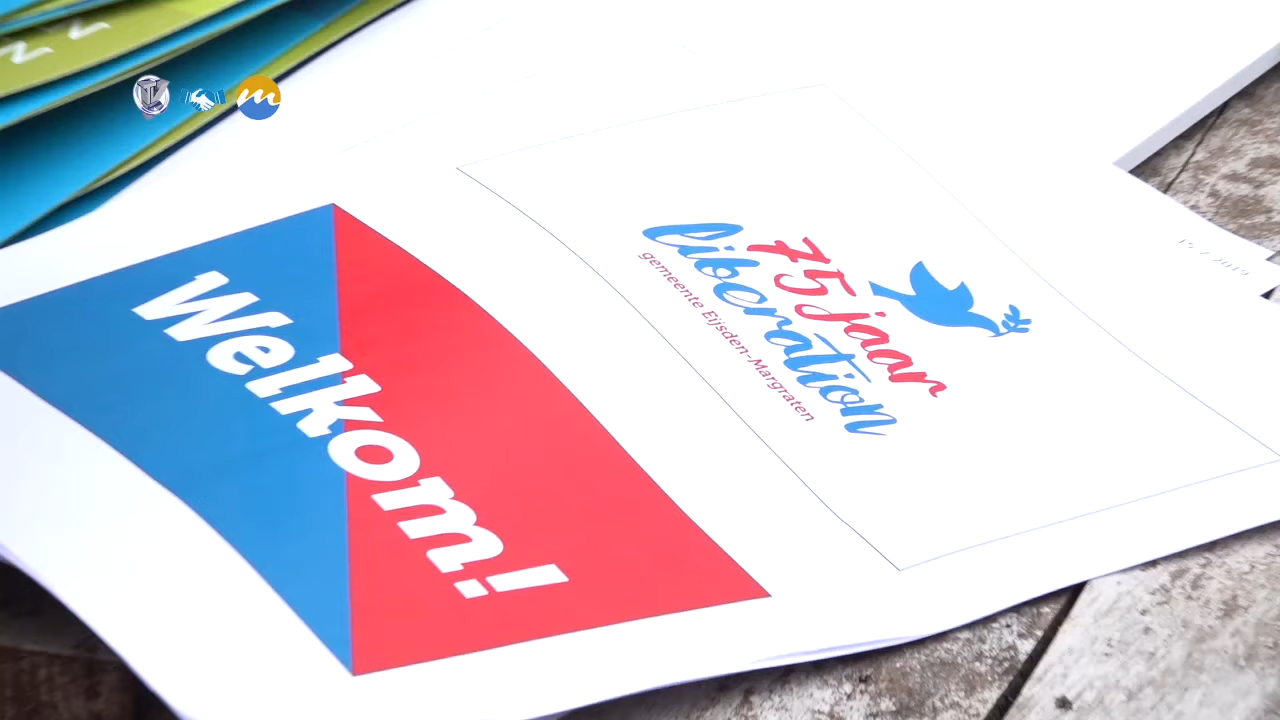 Welkom!
75 jaar
liberation
gemeente Eijsden-Margraten
m